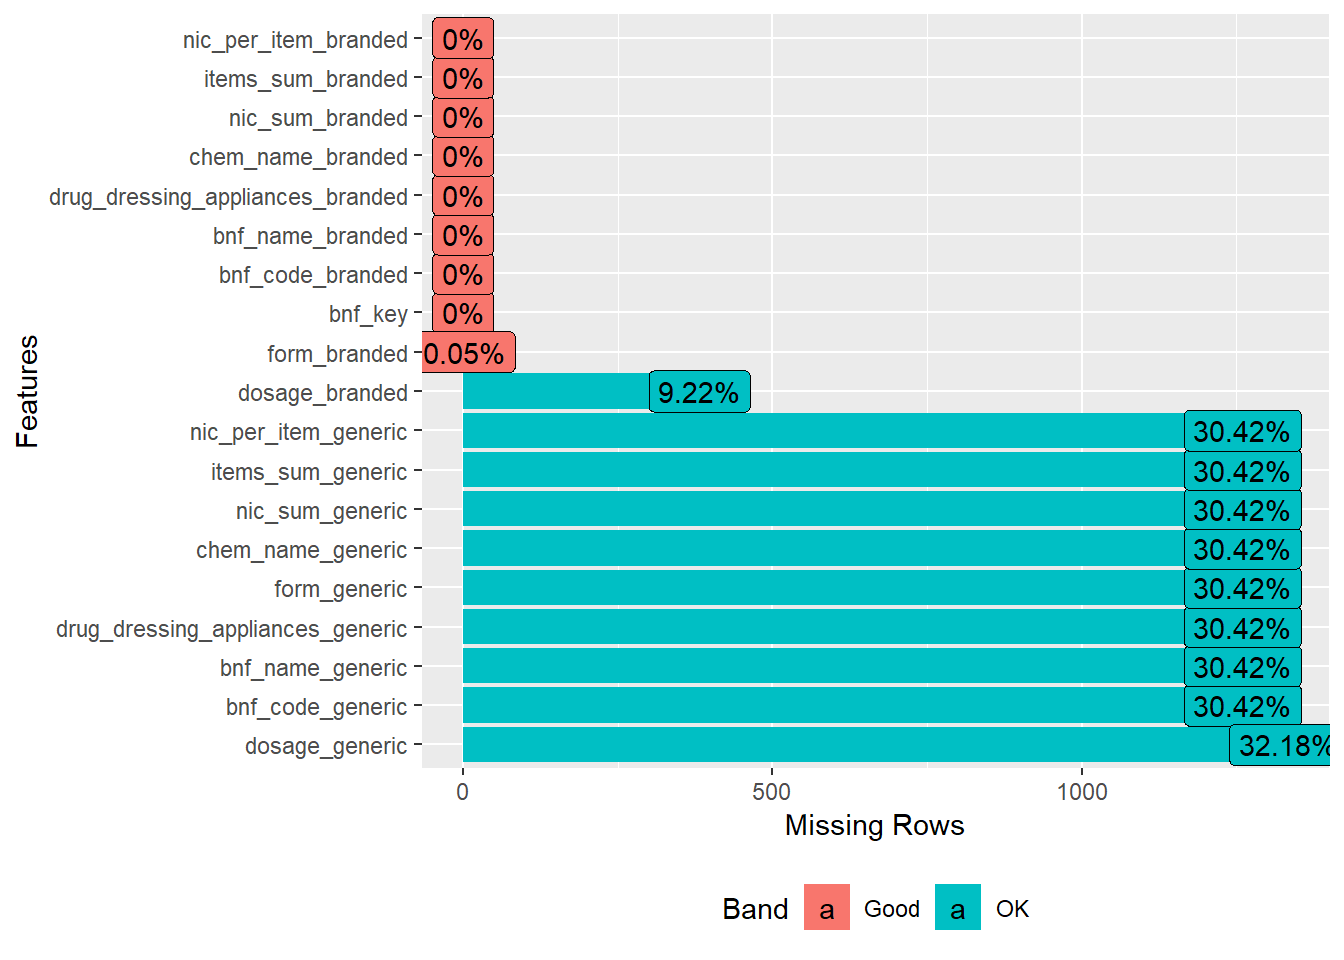 nic_per_item_branded 0%
items_sum_branded 0%
nic_sum_branded 0%
chem_name_branded 0%
drug_dressing_appliances_branded 0%
bnf_name_branded 0%
bnf_code_branded 0%
bnf_key 0%
form_branded 0.05%
dosage_branded 9.22%
nic_per_item_generic 30.42%
items_sum_generic 30.42%
nic_sum_generic 30.42%
chem_name_generic 30.42%
form_generic 30.42%
drug_dressing_appliances_generic 30.42%
bnf_name_generic 30.42%
bnf_code_generic 30.42%
dosage_generic 32.18%
Features
0 500 1000
Missing Rows
Band a Good a OK